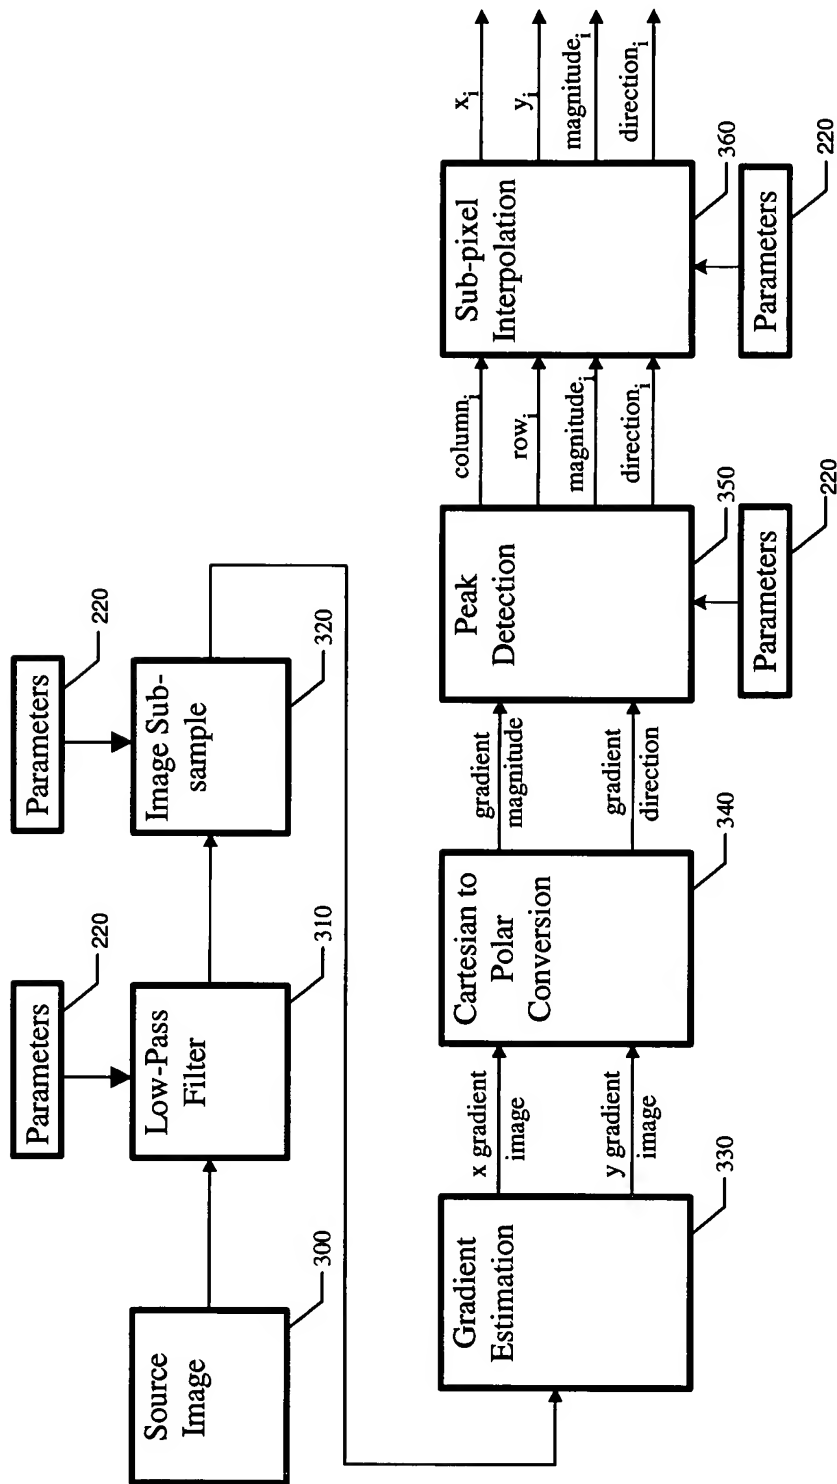 Parameters
220
Parameters
220
Source
Image
300
Low-Pass
Filter
310
Image Sub-
sample
320
Gradient
Estimation
330
x gradient
image
y gradient
image
Cartesian to
Polar
Conversion
340
gradient
magnitude
gradient
direction
Peak
Detection
350
Parameters
220
column_i
row_i
magnitude_i
direction_i
Sub-pixel
Interpolation
360
Parameters
220
x_i
y_i
magnitude_i
direction_i